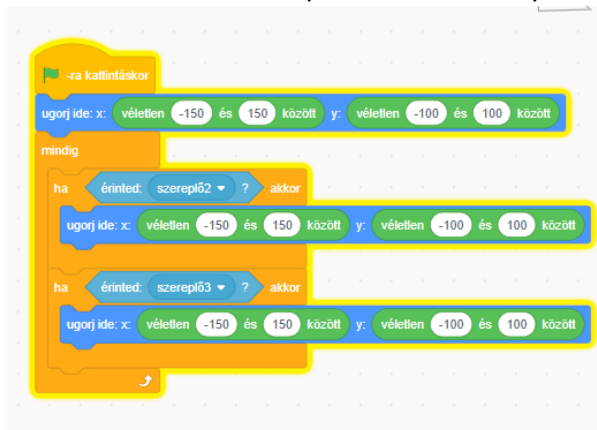 -ra kattintáskor
ugorj ide: x: véletlen -150 és 150 között y: véletlen -100 és 100 között
mindig
ha érinted: szereplő2 ? akkor
ugorj ide: x: véletlen -150 és 150 között y: véletlen -100 és 100 között
ha érinted: szereplő3 ? akkor
ugorj ide: x: véletlen -150 és 150 között y: véletlen -100 és 100 között